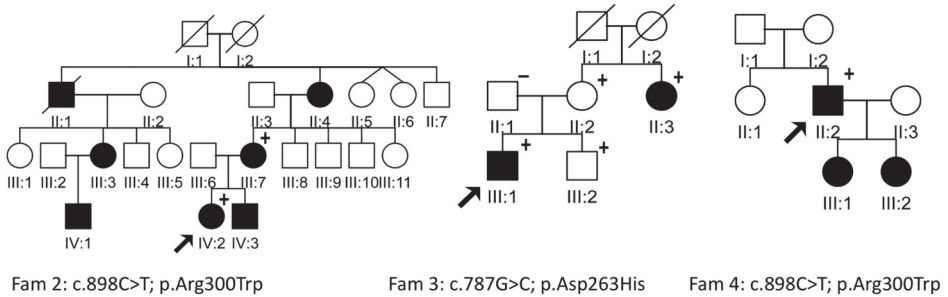 I:1 I:2
II:1 II:2 II:3 II:4 II:5 II:6 II:7
+
III:1 III:2 III:3 III:4 III:5 III:6 III:7 III:8 III:9 III:10 III:11
+
IV:1 IV:2 IV:3
Fam 2: c.898C>T; p.Arg300Trp
I:1 I:2
− + +
II:1 II:2 II:3
+ +
III:1 III:2
Fam 3: c.787G>C; p.Asp263His
I:1 I:2
+
II:1 II:2 II:3
III:1 III:2
Fam 4: c.898C>T; p.Arg300Trp